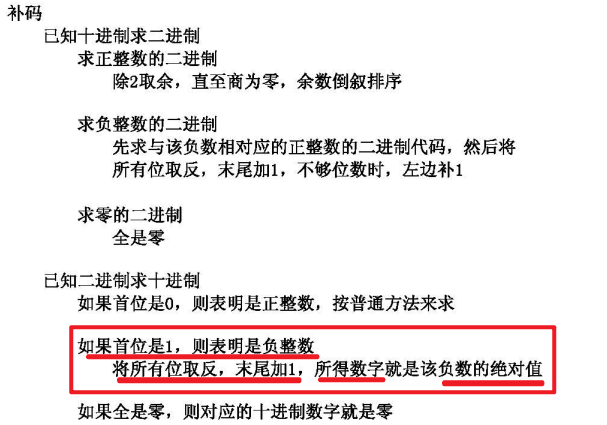 补码
已知十进制求二进制
求正整数的二进制
除2取余，直至商为零，余数倒叙排序
求负整数的二进制
先求与该负数相对应的正整数的二进制代码，然后将
所有位取反，末尾加1，不够位数时，左边补1
求零的二进制
全是零
已知二进制求十进制
如果首位是0，则表明是正整数，按普通方法来求
如果首位是1，则表明是负整数
将所有位取反，末尾加1，所得数字就是该负数的绝对值
如果全是零，则对应的十进制数字就是零